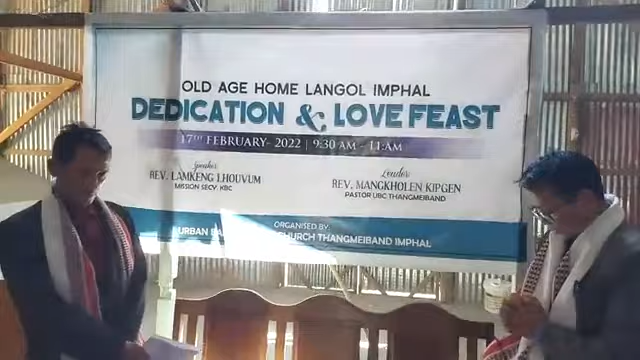 OLD AGE HOME LANGOL IMPHAL
DEDICATION & LOVE FEAST
17TH FEBRUARY- 2022 | 9:30 AM - 11:AM
Speaker
REV. LAMKENG LHOUVUM
MISSION SECY. KBC
Leader
REV. MANGKHOLEN KIPGEN
PASTOR UBC THANGMEIBAND
ORGANISED BY:
URBAN CHURCH THANGMEIBAND IMPHAL